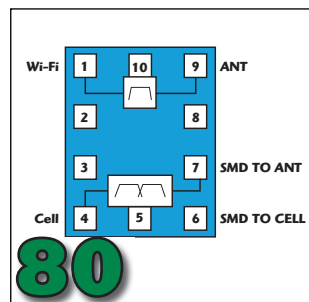 Wi-Fi 1 10 9 ANT
2 8
3 7 SMD TO ANT
Cell 4 5 6 SMD TO CELL
80